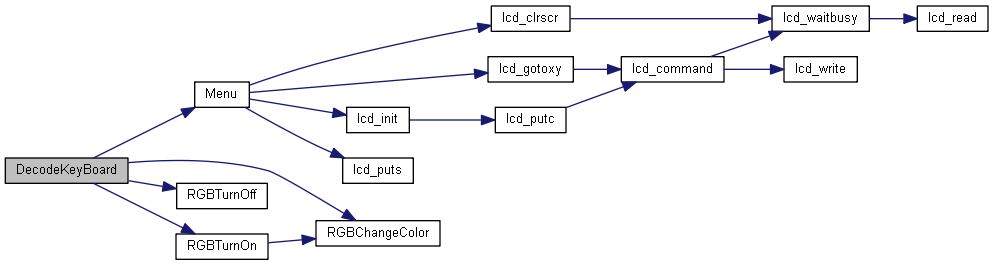 DecodeKeyBoard
Menu
RGBTurnOff
RGBTurnOn
lcd_clrscr
lcd_gotoxy
lcd_init
lcd_puts
RGBChangeColor
lcd_putc
lcd_command
lcd_waitbusy
lcd_write
lcd_read